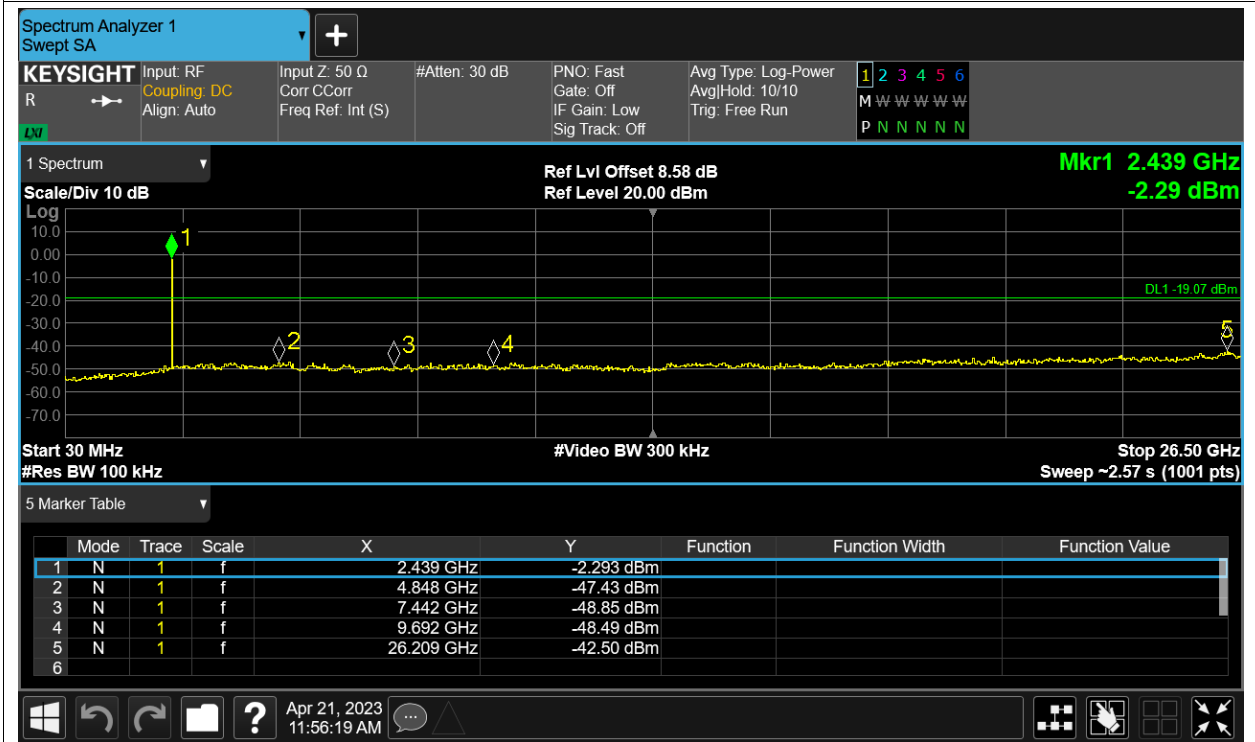 Spectrum Analyzer 1
Swept SA
+
KEYSIGHT
R
LXI
Input: RF
Coupling: DC
Align: Auto
Input Z: 50 Ω
Corr CCorr
Freq Ref: Int (S)
#Atten: 30 dB
PNO: Fast
Gate: Off
IF Gain: Low
Sig Track: Off
Avg Type: Log-Power
Avg|Hold: 10/10
Trig: Free Run
1 2 3 4 5 6
M W W W W W
P N N N N N
1 Spectrum
Scale/Div 10 dB
Ref Lvl Offset 8.58 dB
Ref Level 20.00 dBm
Mkr1 2.439 GHz
-2.29 dBm
Log
10.0
0.00
-10.0
-20.0
-30.0
-40.0
-50.0
-60.0
-70.0
1
2
3
4
5
DL1 -19.07 dBm
Start 30 MHz
#Video BW 300 kHz
Stop 26.50 GHz
#Res BW 100 kHz
Sweep ~2.57 s (1001 pts)
5 Marker Table
Mode Trace Scale X Y Function Function Width Function Value
1 N 1 f 2.439 GHz -2.293 dBm
2 N 1 f 4.848 GHz -47.43 dBm
3 N 1 f 7.442 GHz -48.85 dBm
4 N 1 f 9.692 GHz -48.49 dBm
5 N 1 f 26.209 GHz -42.50 dBm
6
?
Apr 21, 2023
11:56:19 AM